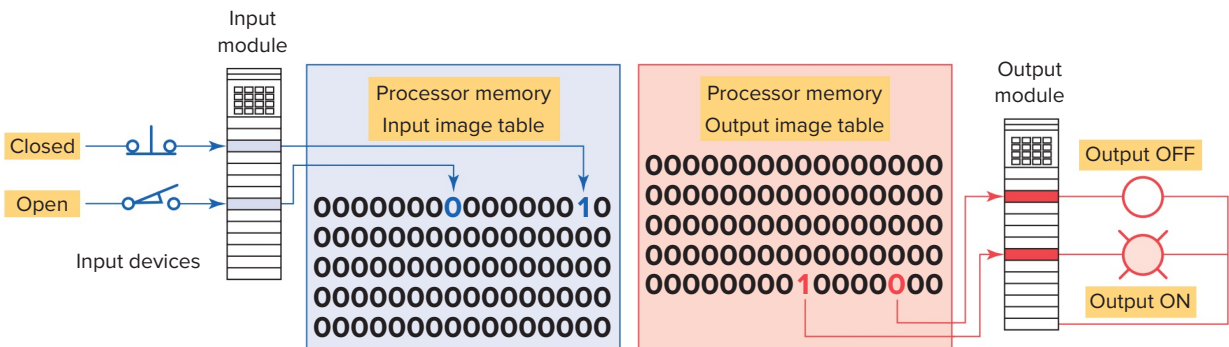 Input
module
Closed
Open
Input devices
Processor memory
Input image table
0000000000000010
0000000000000000
0000000000000000
0000000000000000
0000000000000000
Processor memory
Output image table
0000000000000000
0000000000000000
0000000000000000
0000000000000000
0000000010000000
Output
module
Output OFF
Output ON